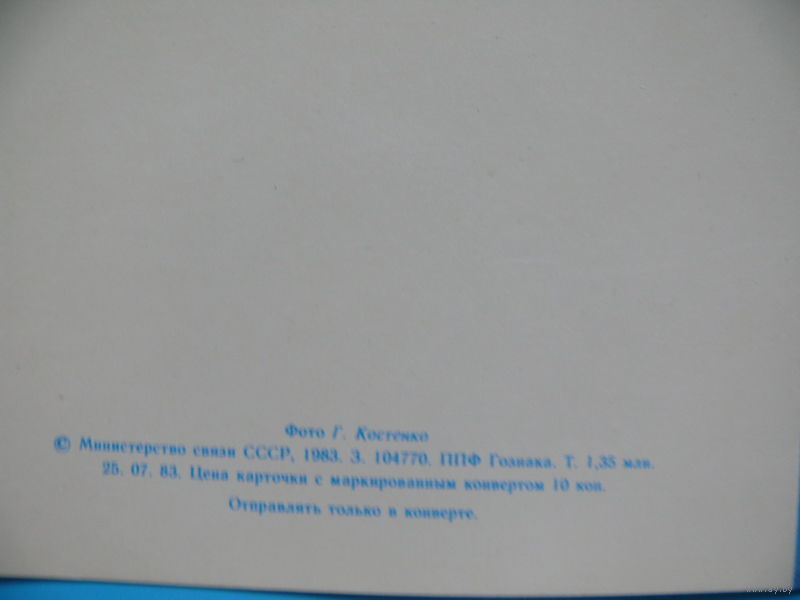 Фото Г. Костенко
© Министерство связи СССР, 1983. З. 104770. ППФ Гознака. Т. 1,35 млн.
25. 07. 83. Цена карточки с маркированным конвертом 10 коп.
Отправлять только в конверте.